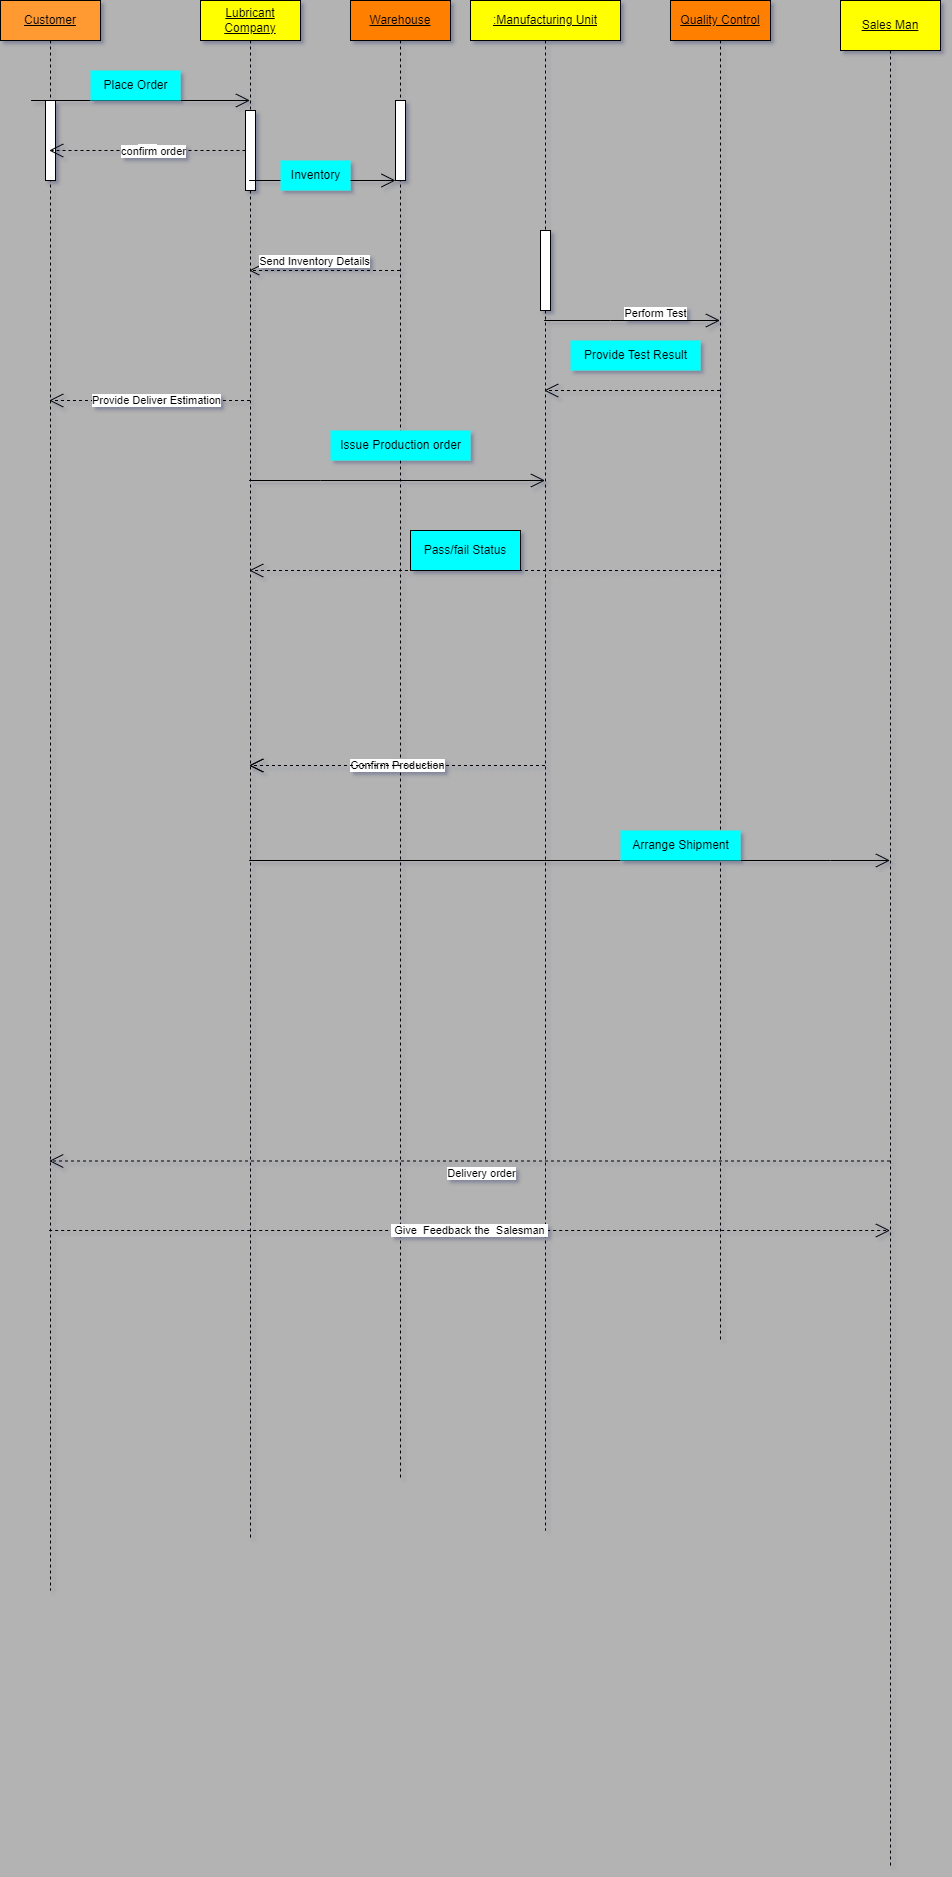 Customer
Lubricant
Company
Warehouse
:Manufacturing Unit
Quality Control
Sales Man
Place Order
confirm order
Inventory
Send Inventory Details
Perform Test
Provide Test Result
Provide Deliver Estimation
Issue Production order
Pass/fail Status
Confirm Production
Arrange Shipment
Delivery order
Give  Feedback the  Salesman